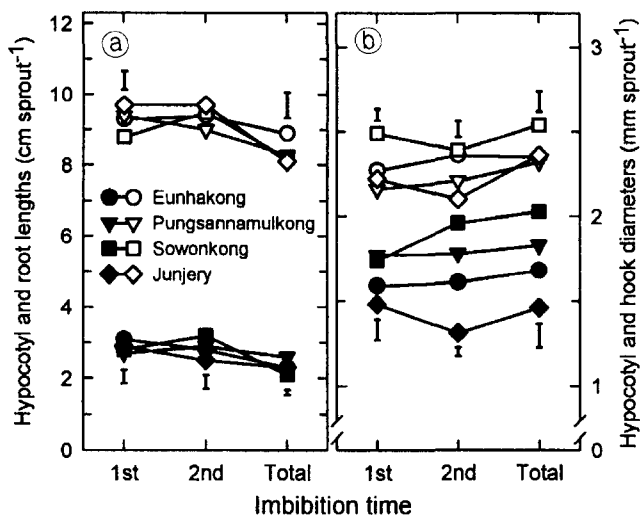 Hypocotyl and root lengths (cm sprout⁻¹)
12
10
8
6
4
2
0
a
Eunhakong
Pungsannamulkong
Sowonkong
Junjery
1st 2nd Total
b
1st 2nd Total
3
2
1
0
Hypocotyl and hook diameters (mm sprout⁻¹)
Imbibition time